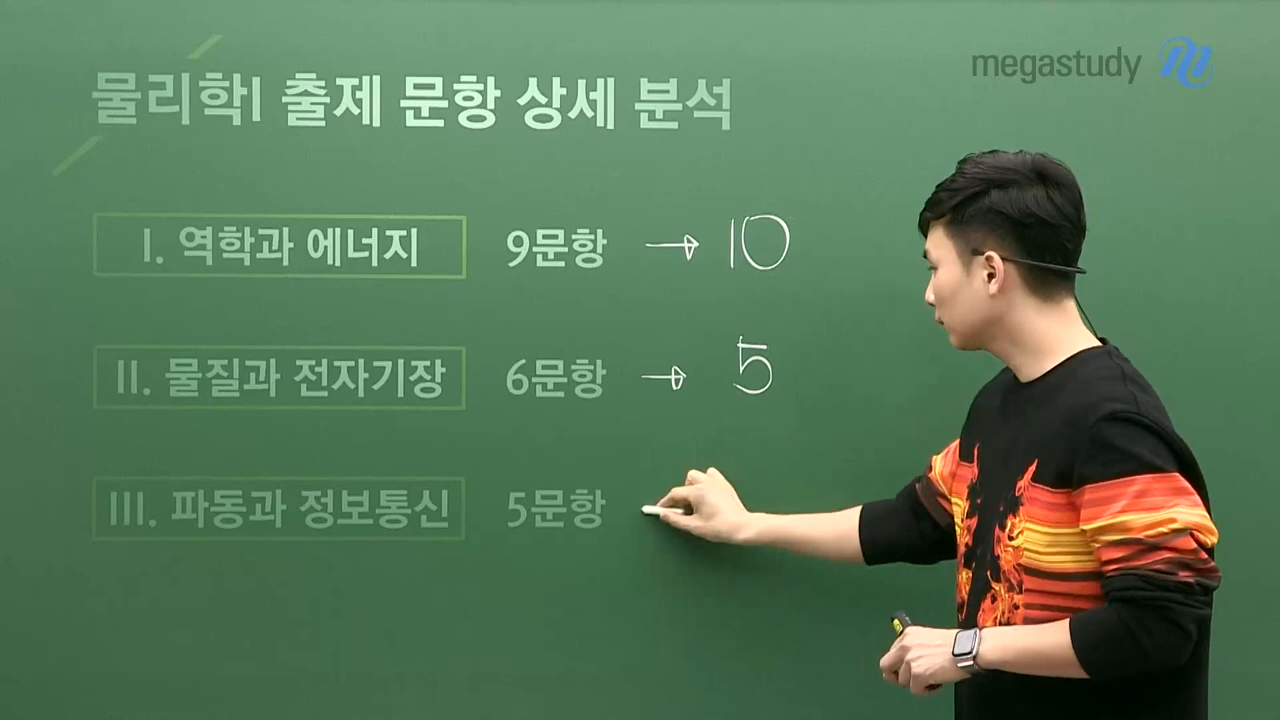 megastudy
물리학I 출제 문항 상세 분석
I. 역학과 에너지 9문항 → 10
II. 물질과 전자기장 6문항 → 5
III. 파동과 정보통신 5문항